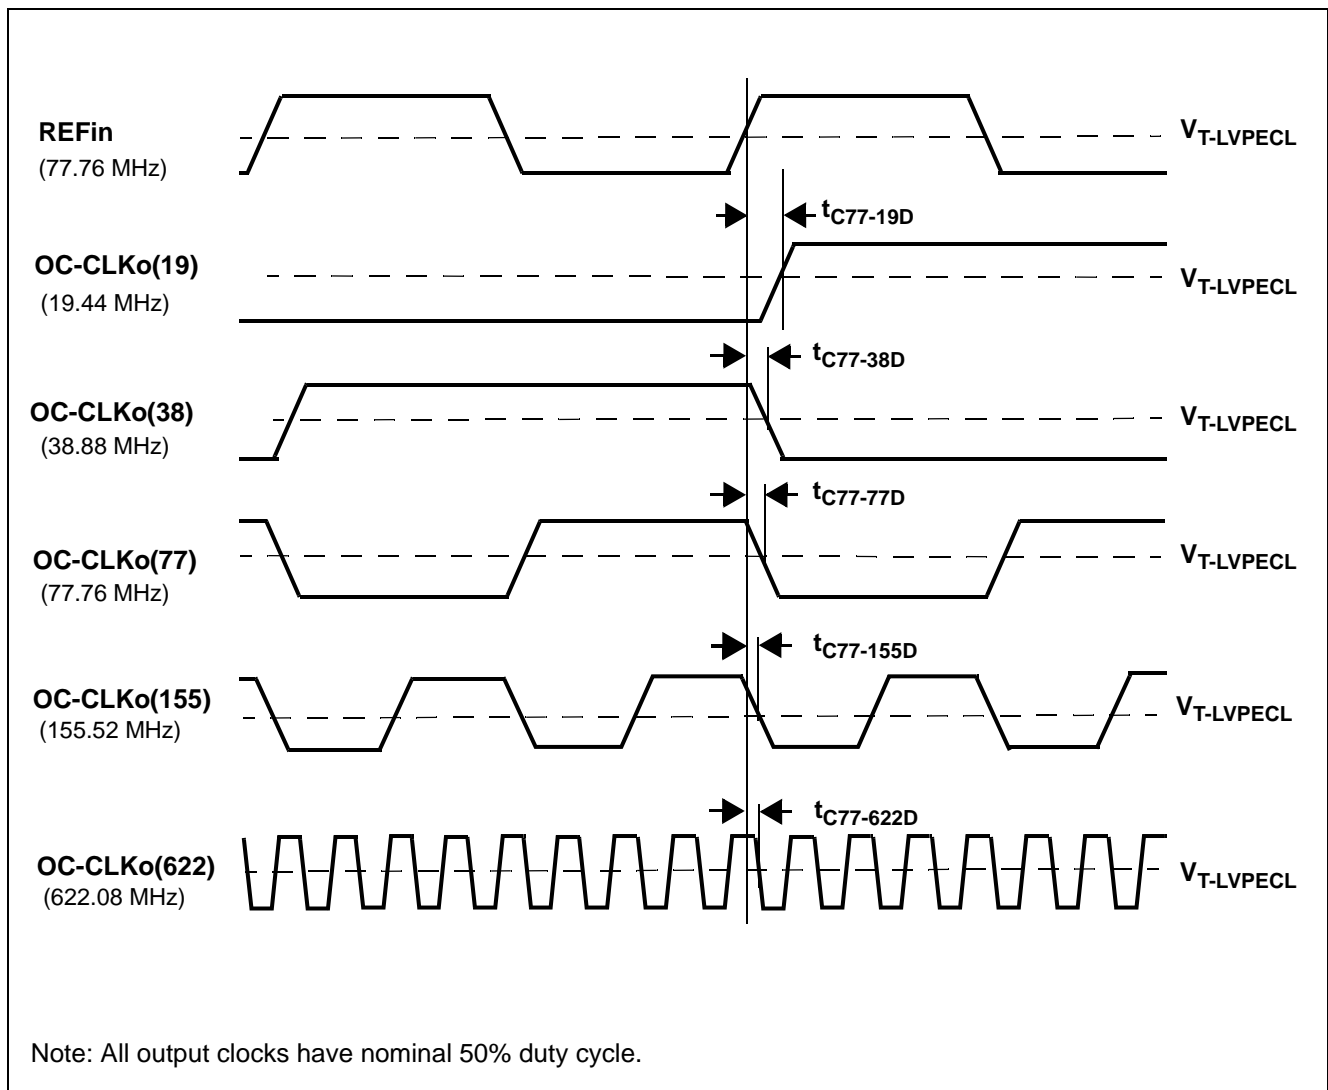 REFin
(77.76 MHz)
VT-LVPECL
tC77-19D
OC-CLKo(19)
(19.44 MHz)
VT-LVPECL
tC77-38D
OC-CLKo(38)
(38.88 MHz)
VT-LVPECL
tC77-77D
OC-CLKo(77)
(77.76 MHz)
VT-LVPECL
tC77-155D
OC-CLKo(155)
(155.52 MHz)
VT-LVPECL
tC77-622D
OC-CLKo(622)
(622.08 MHz)
VT-LVPECL
Note: All output clocks have nominal 50% duty cycle.